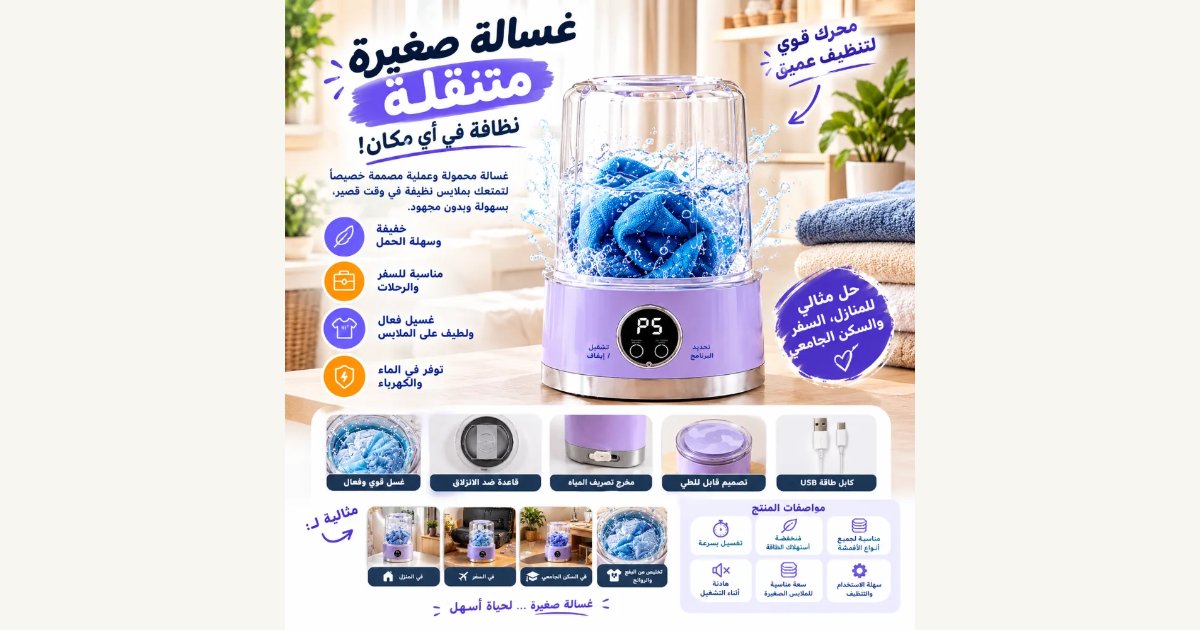 غسالة صغيرة
متنقلة
نظافة في أي مكان!
غسالة محمولة وعملية مصممة خصيصاً
لتمتعك بملابس نظيفة في وقت قصير،
بسهولة وبدون مجهود.
خفيفة
وسهلة الحمل
مناسبة للسفر
والرحلات
غسيل فعال
ولطيف على الملابس
توفر في الماء
والكهرباء
محرك قوي
لتنظيف عميق
P5
تشغيل
/ إيقاف
تحديد
البرنامج
حل مثالي
للمنازل، السفر
والسكن الجامعي
كابل طاقة USB
تصميم قابل للطي
مخرج تصريف المياه
قاعدة ضد الانزلاق
غسل قوي وفعال
مثالية لـ:
في المنزل
في السفر
في السكن الجامعي
تخليص من البقع
والروائح
غسالة صغيرة ... لحياة أسهل
مواصفات المنتج
مناسبة لجميع
أنواع الأقمشة
منخفضة
استهلاك الطاقة
تغسيل بسرعة
سهلة الاستخدام
والتنظيف
سعة مناسبة
للملابس الصغيرة
هادئة
أثناء التشغيل